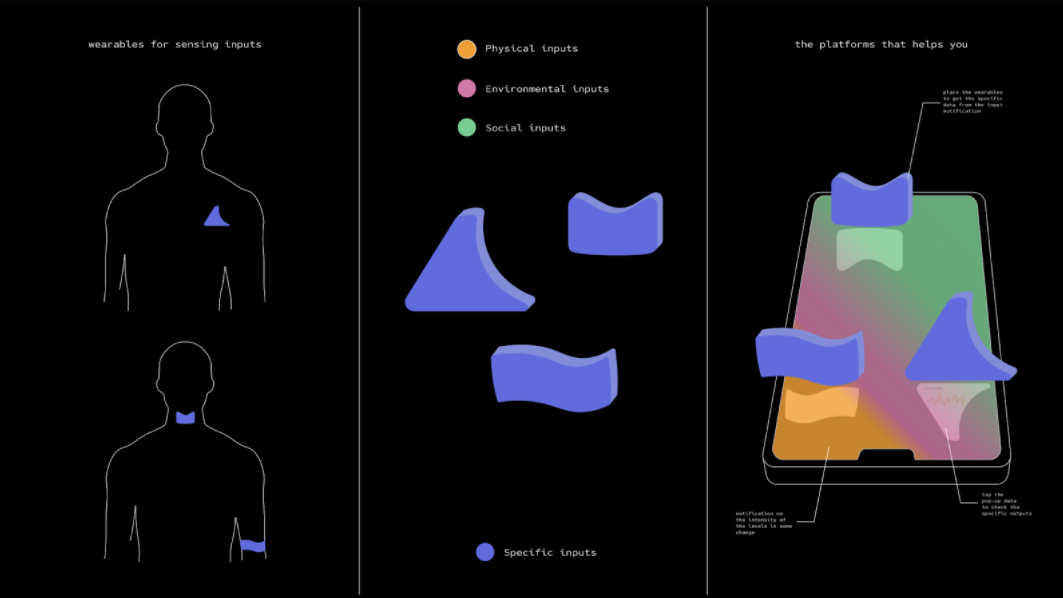 wearables for sensing inputs
Physical inputs
Environmental inputs
Social inputs
Specific inputs
the platforms that helps you
place the wearables
to get the specific
data from the input
notification
tap the
pop-up data
to check the
specific outputs
notification on
the intensity of
the levels in some
change